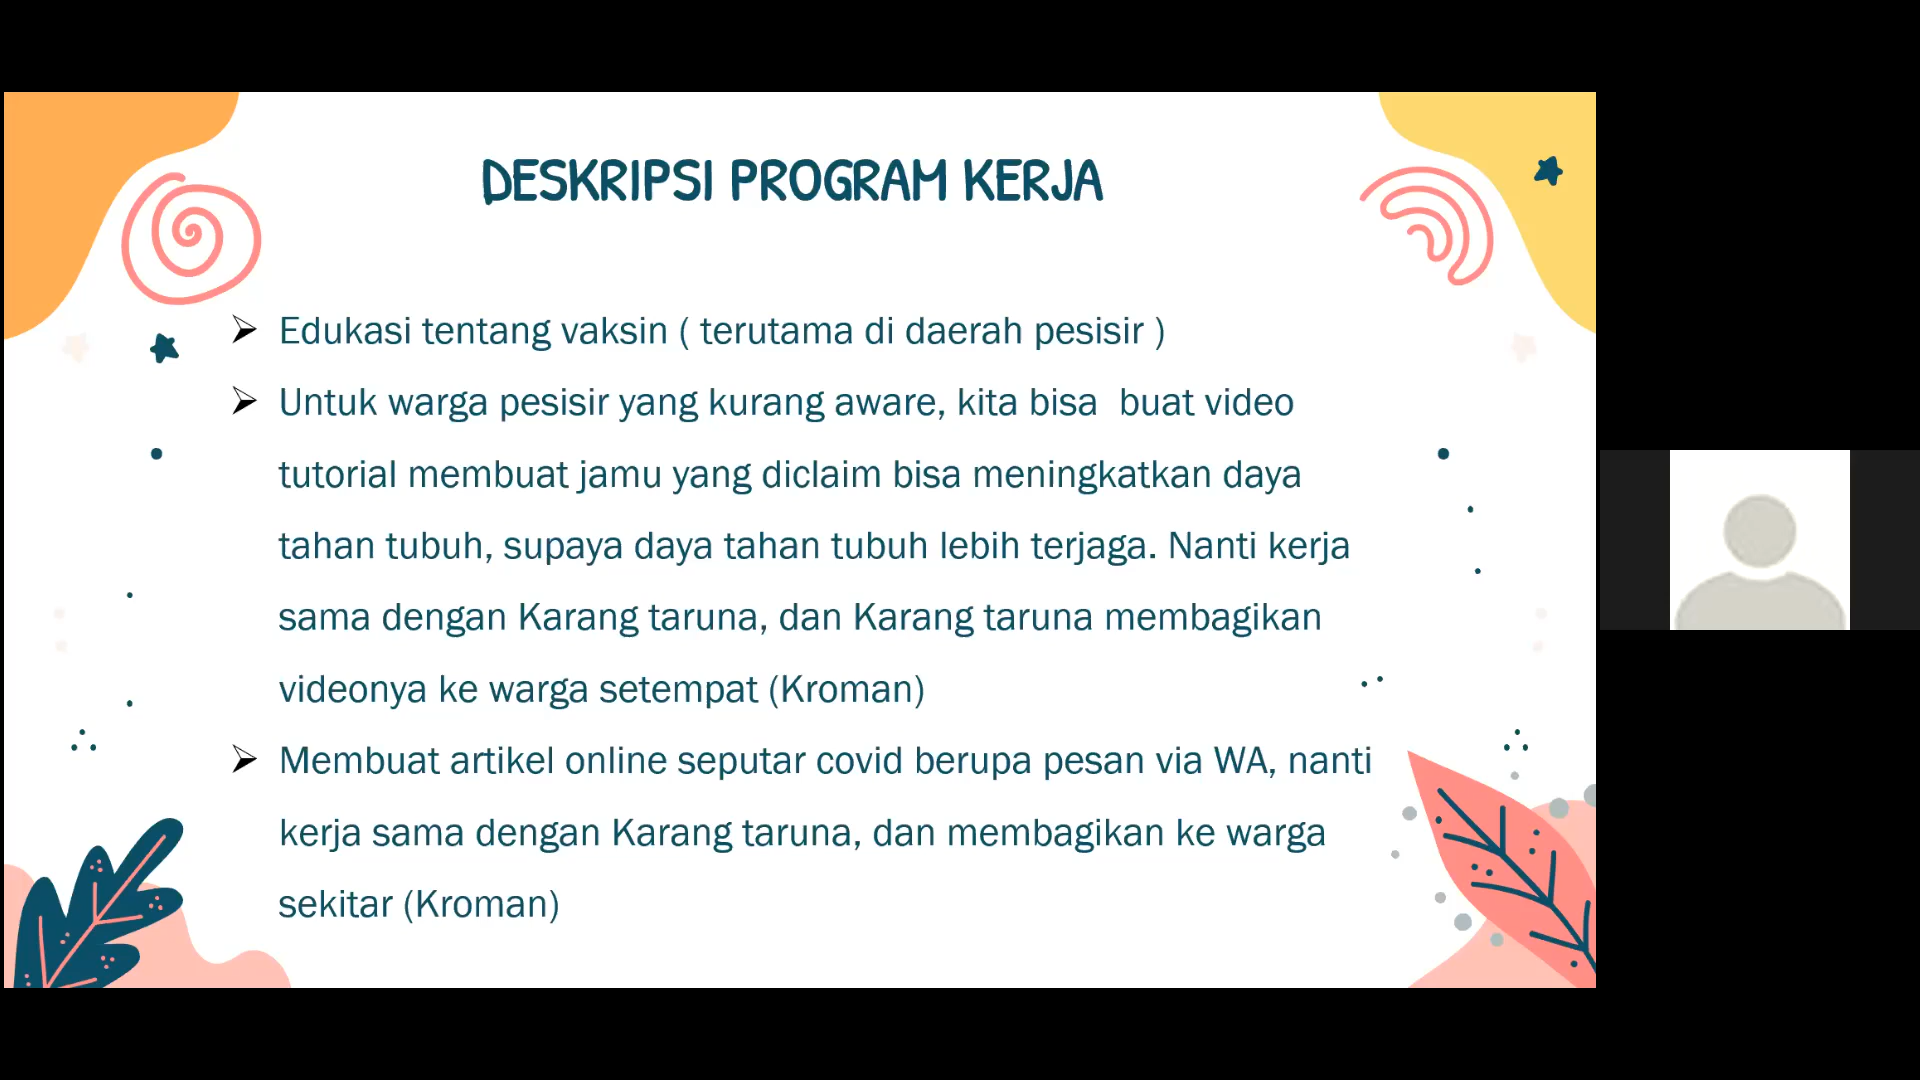 DESKRIPSI PROGRAM KERJA
➢ Edukasi tentang vaksin ( terutama di daerah pesisir )
➢ Untuk warga pesisir yang kurang aware, kita bisa  buat video
tutorial membuat jamu yang diclaim bisa meningkatkan daya
tahan tubuh, supaya daya tahan tubuh lebih terjaga. Nanti kerja
sama dengan Karang taruna, dan Karang taruna membagikan
videonya ke warga setempat (Kroman)
➢ Membuat artikel online seputar covid berupa pesan via WA, nanti
kerja sama dengan Karang taruna, dan membagikan ke warga
sekitar (Kroman)